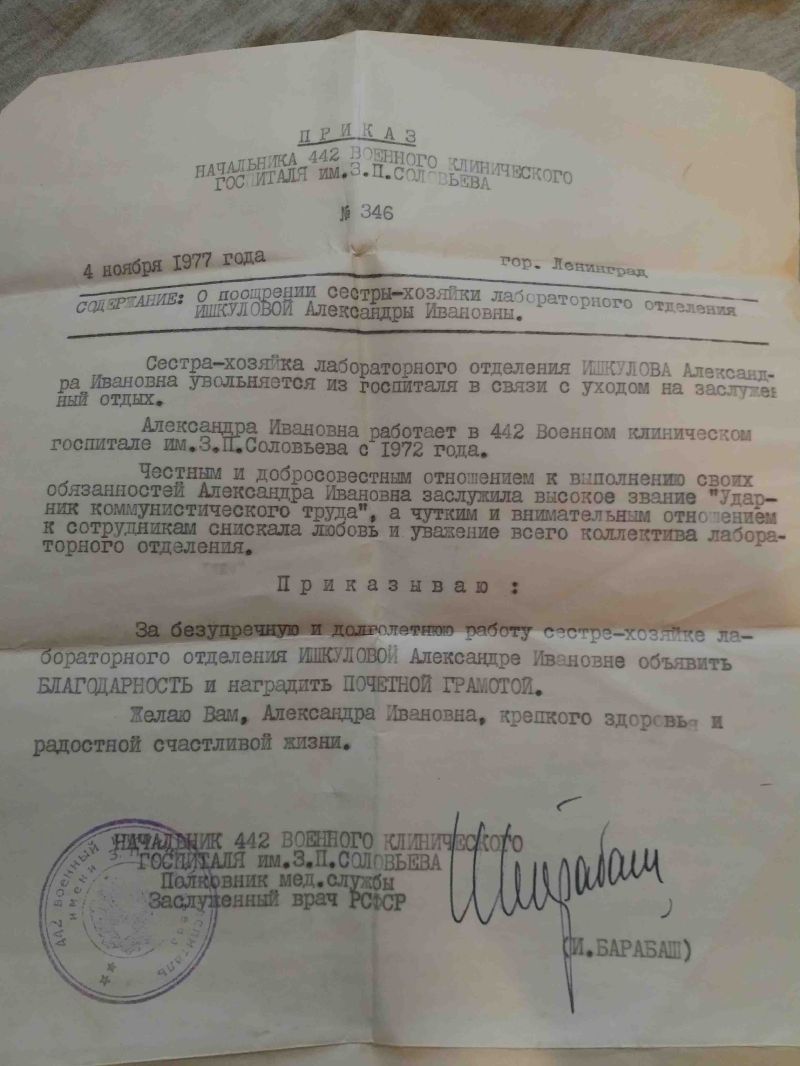 ПРИКАЗ
НАЧАЛЬНИКА 442 ВОЕННОГО КЛИНИЧЕСКОГО
ГОСПИТАЛЯ им.З.П.СОЛОВЬЕВА
№ 346
4 ноября 1977 года
гор. Ленинград
СОДЕРЖАНИЕ: О поощрении сестры-хозяйки лабораторного отделения
ИШКУЛОВОЙ Александры Ивановны.
Сестра-хозяйка лабораторного отделения ИШКУЛОВА Александ-
ра Ивановна увольняется из госпиталя в связи с уходом на заслужен
ный отдых.
Александра Ивановна работает в 442 Военном клиническом
госпитале им.З.П.Соловьева с 1972 года.
Честным и добросовестным отношением к выполнению своих
обязанностей Александра Ивановна заслужила высокое звание "Удар-
ник коммунистического труда", а чутким и внимательным отношением
к сотрудникам снискала любовь и уважение всего коллектива лабора-
торного отделения.
Приказываю :
За безупречную и долголетнюю работу сестре-хозяйке ла-
бораторного отделения ИШКУЛОВОЙ Александре Ивановне объявить
БЛАГОДАРНОСТЬ и наградить ПОЧЕТНОЙ ГРАМОТОЙ.
Желаю Вам, Александра Ивановна, крепкого здоровья и
радостной счастливой жизни.
НАЧАЛЬНИК 442 ВОЕННОГО КЛИНИЧЕСКОГО
ГОСПИТАЛЯ им.З.П.СОЛОВЬЕВА
Полковник мед.службы
Заслуженный врач РСФСР
(И.БАРАБАШ)
442 ВОЕННЫЙ
ГОСПИТАЛЬ
имени